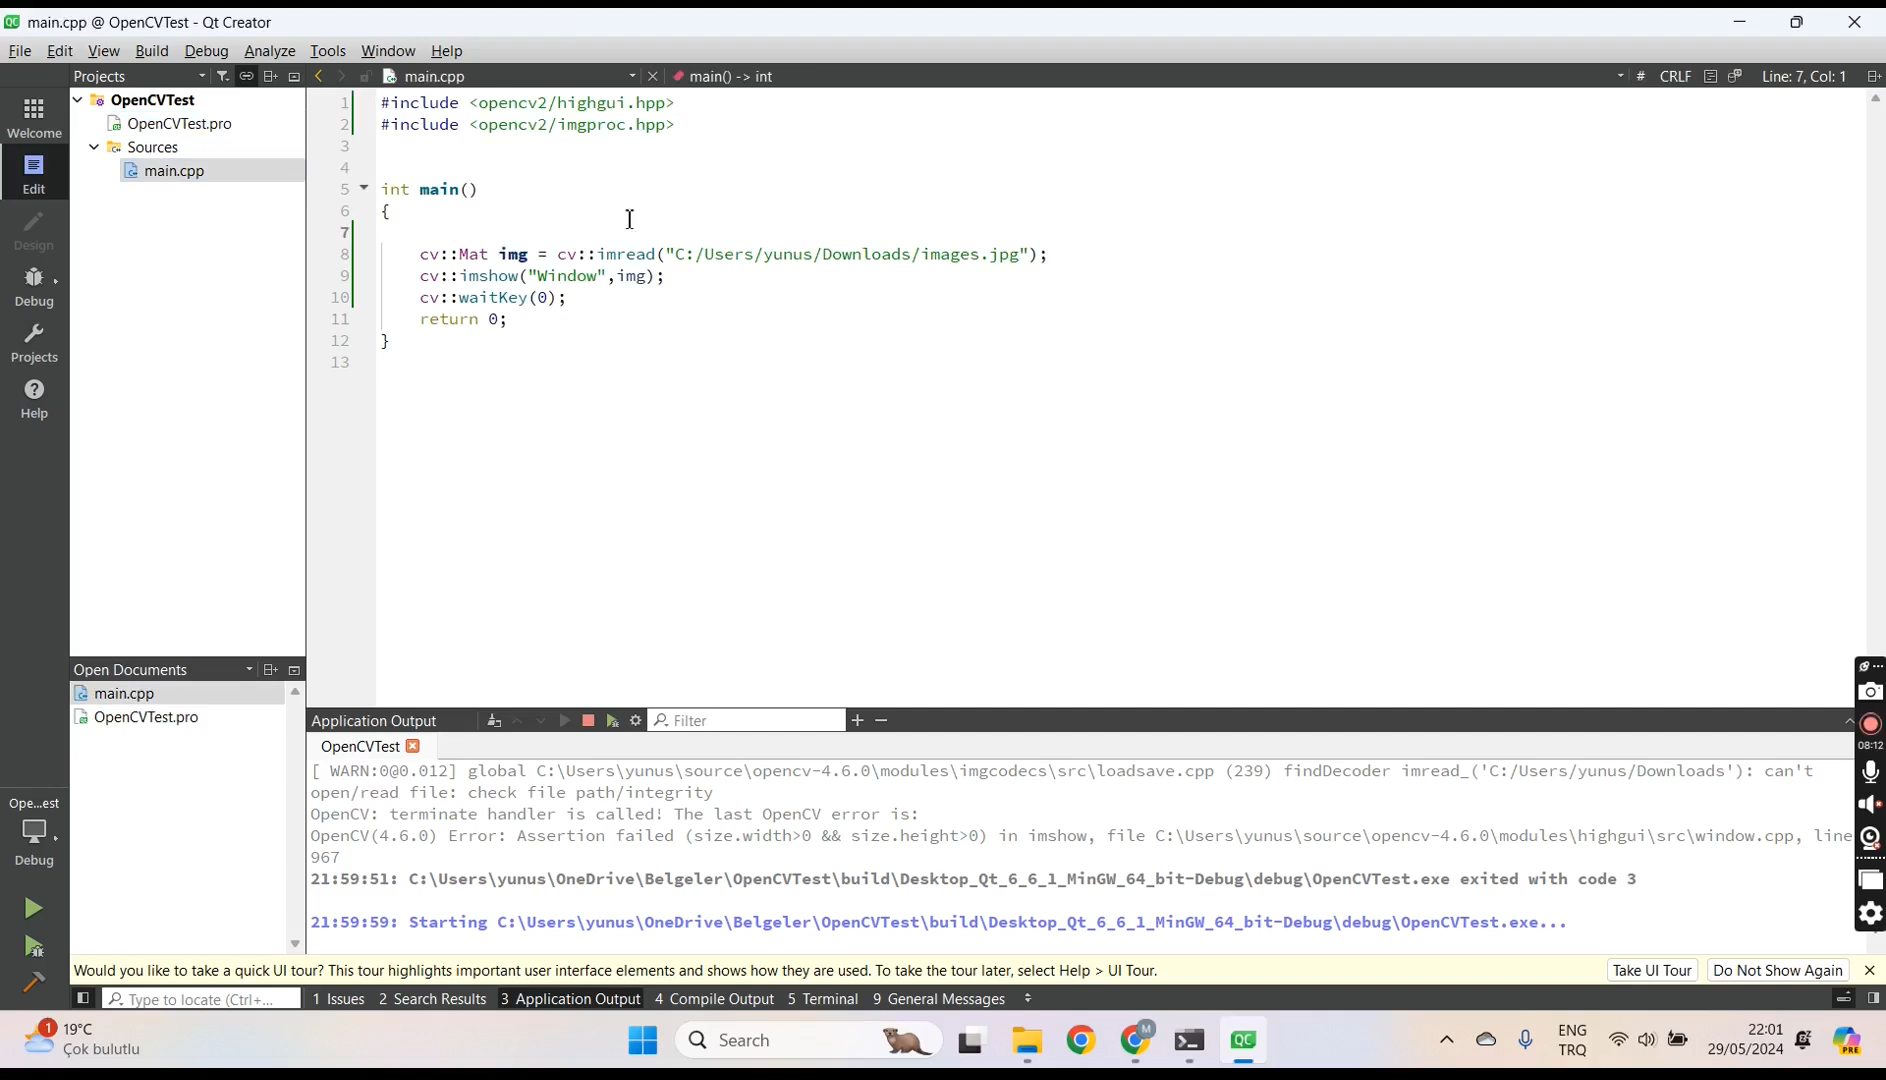 main.cpp @ OpenCVTest - Qt Creator
File Edit View Build Debug Analyze Tools Window Help
Projects main.cpp main() -> int # CRLF Line: 7, Col: 1
Welcome
Edit
Design
Debug
Projects
Help
OpenCVTest
OpenCVTest.pro
Sources
main.cpp
1 #include <opencv2/highgui.hpp>
2 #include <opencv2/imgproc.hpp>
3
4
5 int main()
6 {
7
8 cv::Mat img = cv::imread("C:/Users/yunus/Downloads/images.jpg");
9 cv::imshow("Window",img);
10 cv::waitKey(0);
11 return 0;
12 }
13
Open Documents
main.cpp
OpenCVTest.pro
Ope...est
Debug
Application Output Filter
OpenCVTest
[ WARN:0@0.012] global C:\Users\yunus\source\opencv-4.6.0\modules\imgcodecs\src\loadsave.cpp (239) findDecoder imread_('C:/Users/yunus/Downloads'): can't
open/read file: check file path/integrity
OpenCV: terminate handler is called! The last OpenCV error is:
OpenCV(4.6.0) Error: Assertion failed (size.width>0 && size.height>0) in imshow, file C:\Users\yunus\source\opencv-4.6.0\modules\highgui\src\window.cpp, line
967
21:59:51: C:\Users\yunus\OneDrive\Belgeler\OpenCVTest\build\Desktop_Qt_6_6_1_MinGW_64_bit-Debug\debug\OpenCVTest.exe exited with code 3
21:59:59: Starting C:\Users\yunus\OneDrive\Belgeler\OpenCVTest\build\Desktop_Qt_6_6_1_MinGW_64_bit-Debug\debug\OpenCVTest.exe...
08:12
Would you like to take a quick UI tour? This tour highlights important user interface elements and shows how they are used. To take the tour later, select Help > UI Tour. Take UI Tour Do Not Show Again
Type to locate (Ctrl+... 1 Issues 2 Search Results 3 Application Output 4 Compile Output 5 Terminal 9 General Messages
1 19°C
Çok bulutlu
Search
M
QC
ENG
TRQ
22:01
29/05/2024
PRE